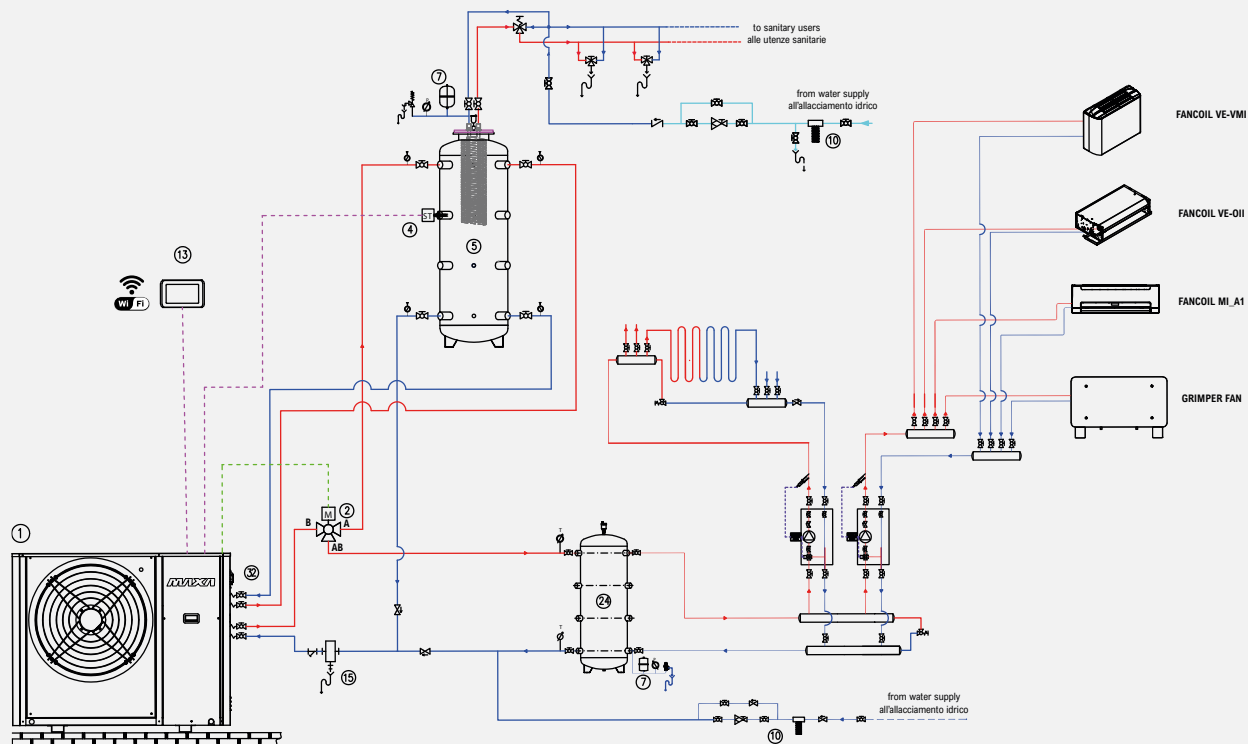 to sanitary users
alle utenze sanitarie
7
from water supply
all'allacciamento idrico
10
FANCOIL VE-VMI
FANCOIL VE-OII
ST
4
5
13
Wi Fi
FANCOIL MI_A1
GRIMPER FAN
M
2
B
A
AB
1
MAXA
32
T
24
T
7
15
from water supply
all'allacciamento idrico
10